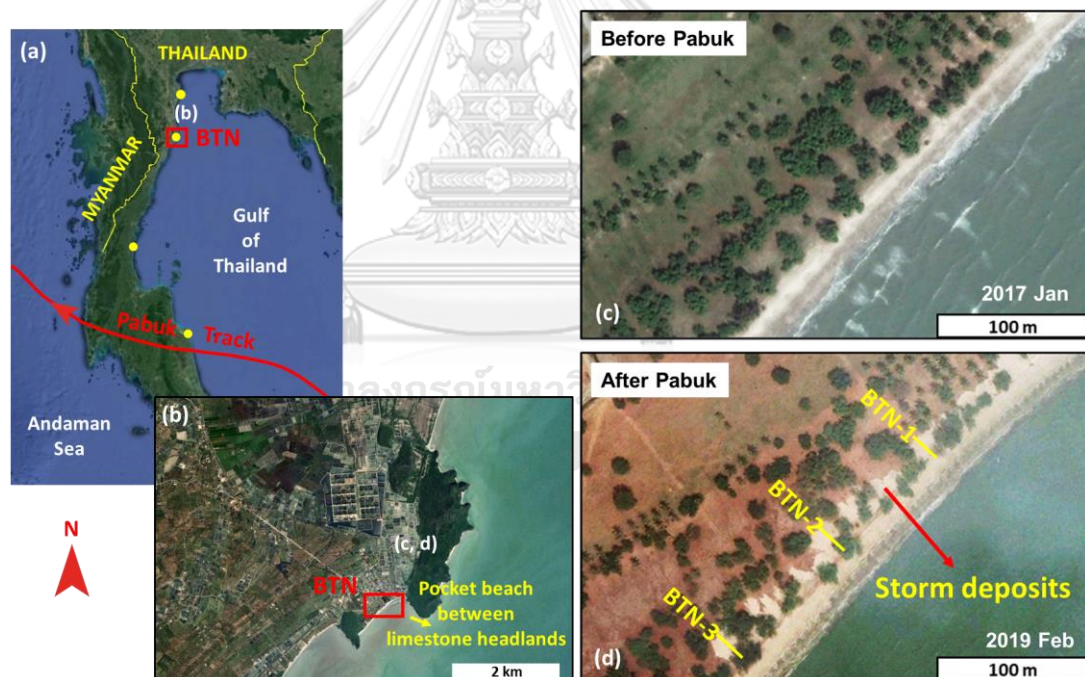 (a)
THAILAND
(b)
BTN
MYANMAR
Gulf
of
Thailand
Pabuk Track
Andaman
Sea
N
(b)
(c, d)
BTN
Pocket beach
between
limestone headlands
2 km
Before Pabuk
2017 Jan
(c)
100 m
After Pabuk
BTN-1
BTN-2
BTN-3
Storm deposits
2019 Feb
(d)
100 m